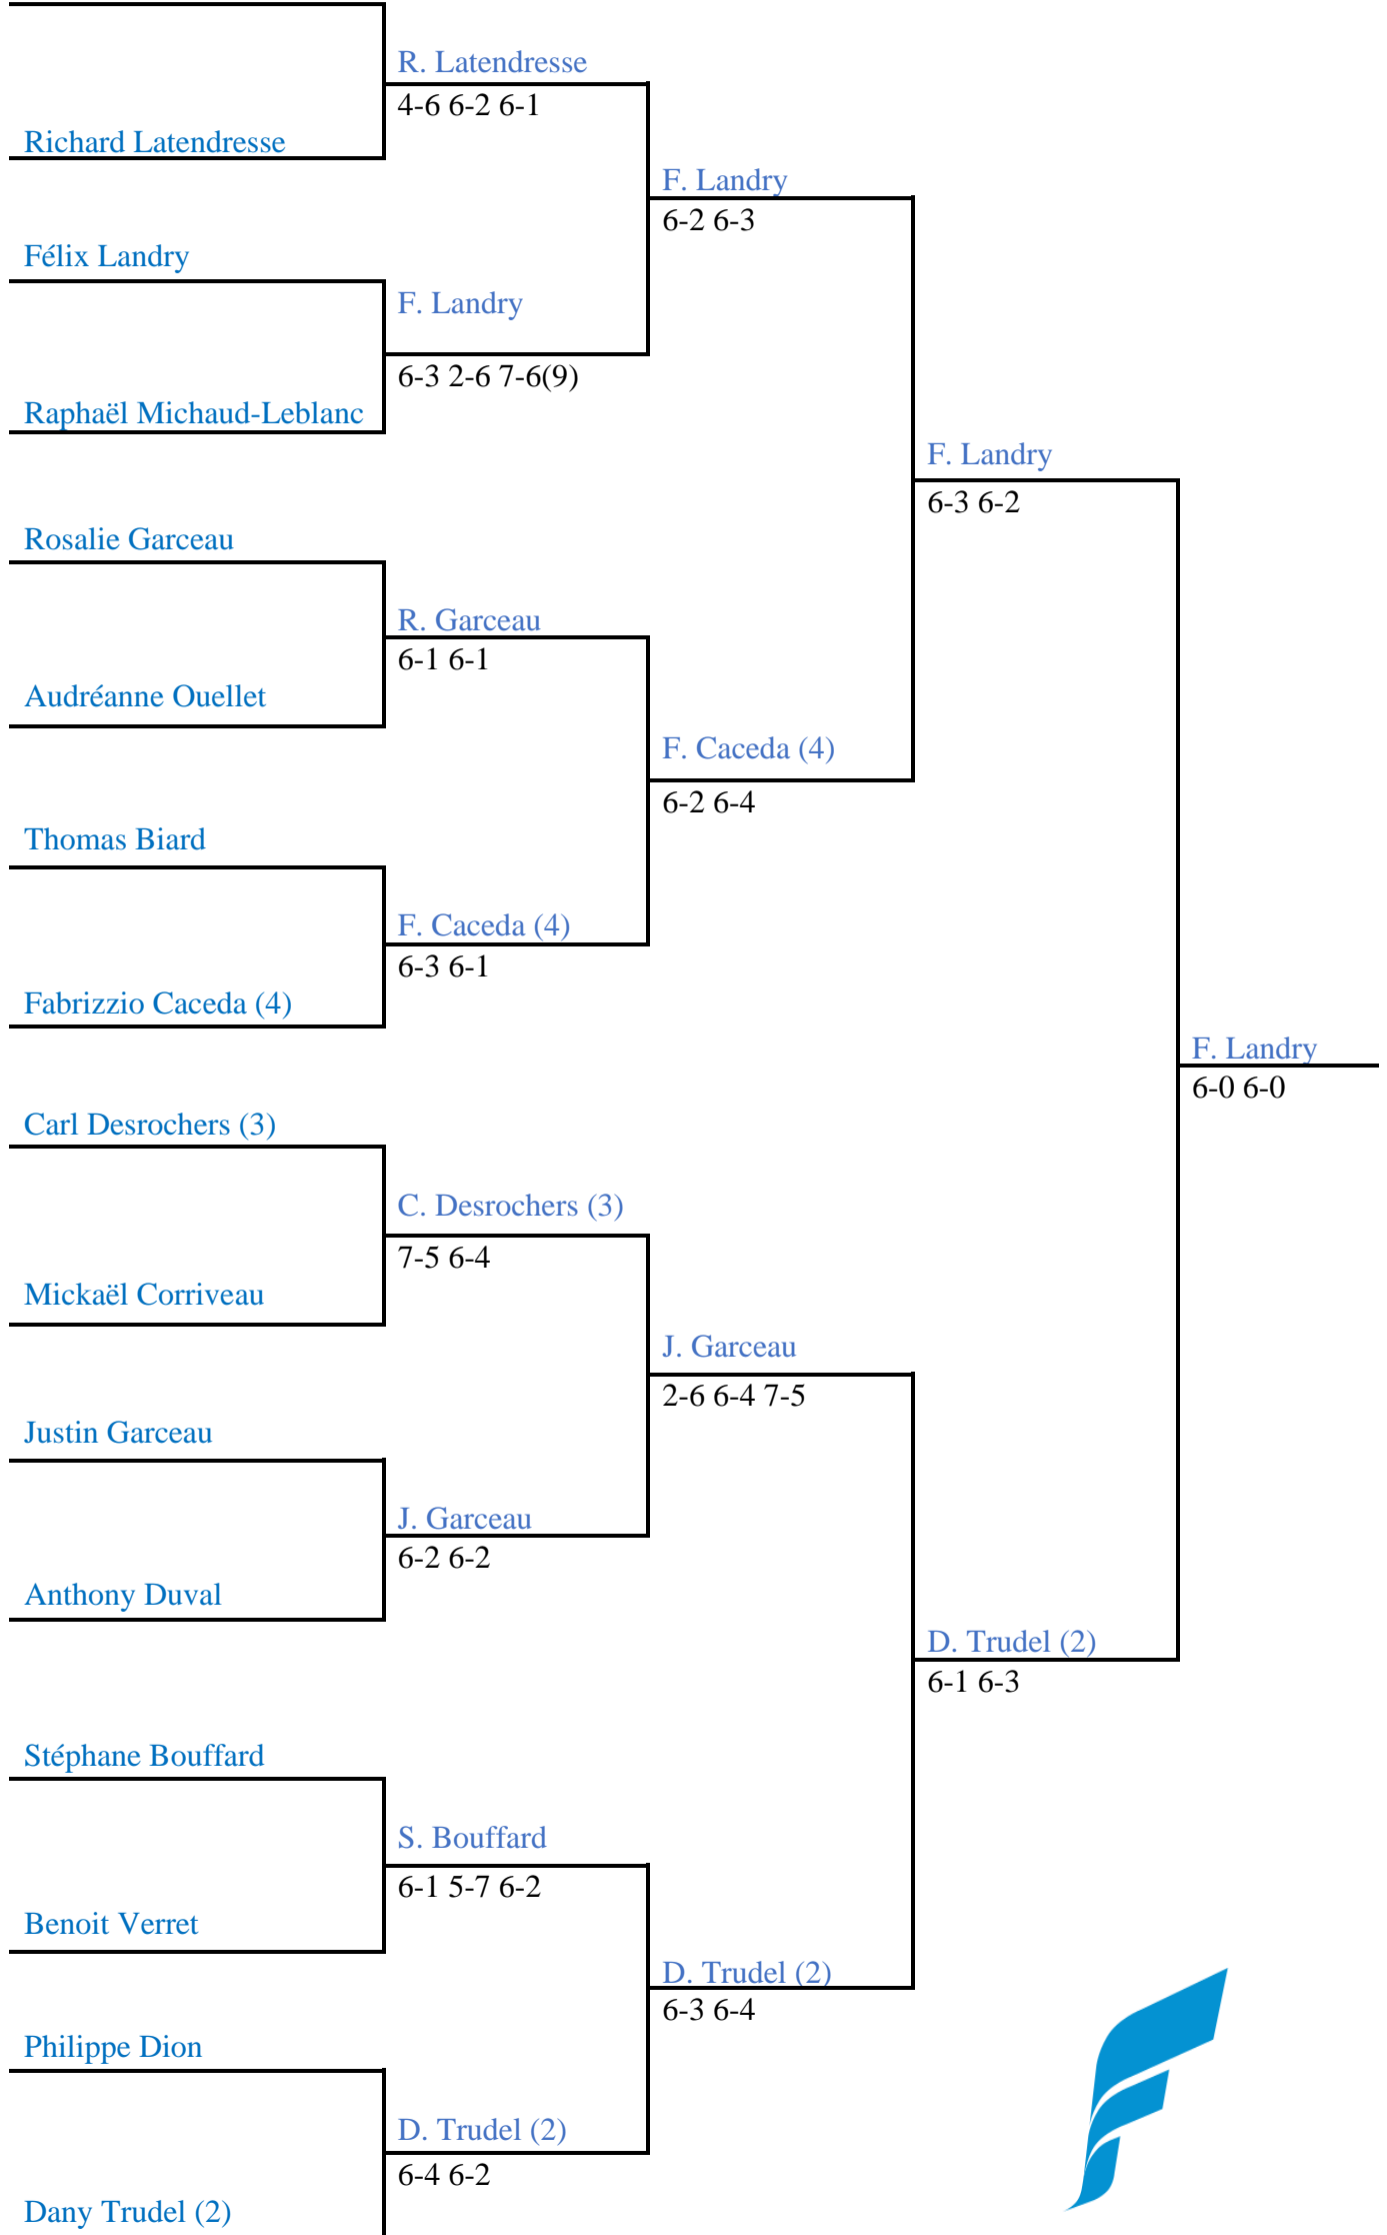 R. Latendresse
4-6 6-2 6-1
Richard Latendresse
F. Landry
6-2 6-3
Félix Landry
F. Landry
6-3 2-6 7-6(9)
Raphaël Michaud-Leblanc
F. Landry
6-3 6-2
Rosalie Garceau
R. Garceau
6-1 6-1
Audréanne Ouellet
F. Caceda (4)
6-2 6-4
Thomas Biard
F. Caceda (4)
6-3 6-1
Fabrizzio Caceda (4)
F. Landry
6-0 6-0
Carl Desrochers (3)
C. Desrochers (3)
7-5 6-4
Mickaël Corriveau
J. Garceau
2-6 6-4 7-5
Justin Garceau
J. Garceau
6-2 6-2
Anthony Duval
D. Trudel (2)
6-1 6-3
Stéphane Bouffard
S. Bouffard
6-1 5-7 6-2
Benoit Verret
D. Trudel (2)
6-3 6-4
Philippe Dion
D. Trudel (2)
6-4 6-2
Dany Trudel (2)